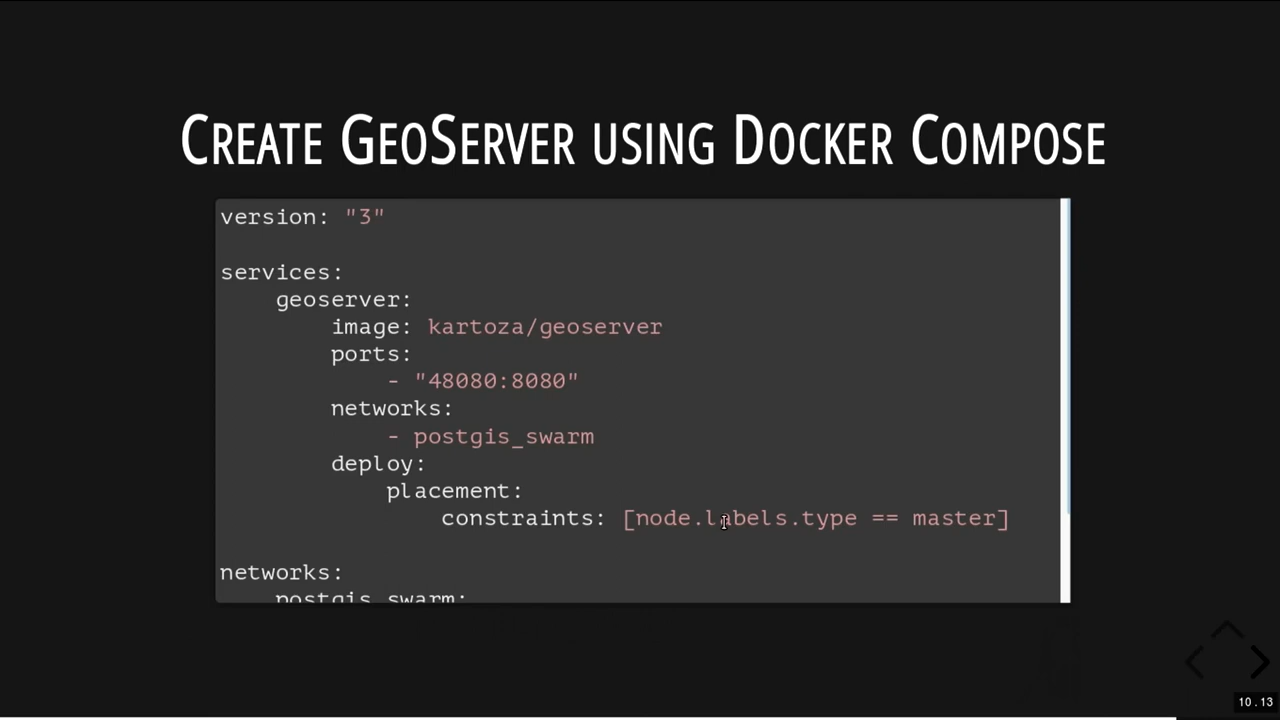 CREATE GEOSERVER USING DOCKER COMPOSE
version: "3"
services:
    geoserver:
        image: kartoza/geoserver
        ports:
            - "48080:8080"
        networks:
            - postgis_swarm
        deploy:
            placement:
                constraints: [node.labels.type == master]
networks:
    postgis_swarm:
10.13